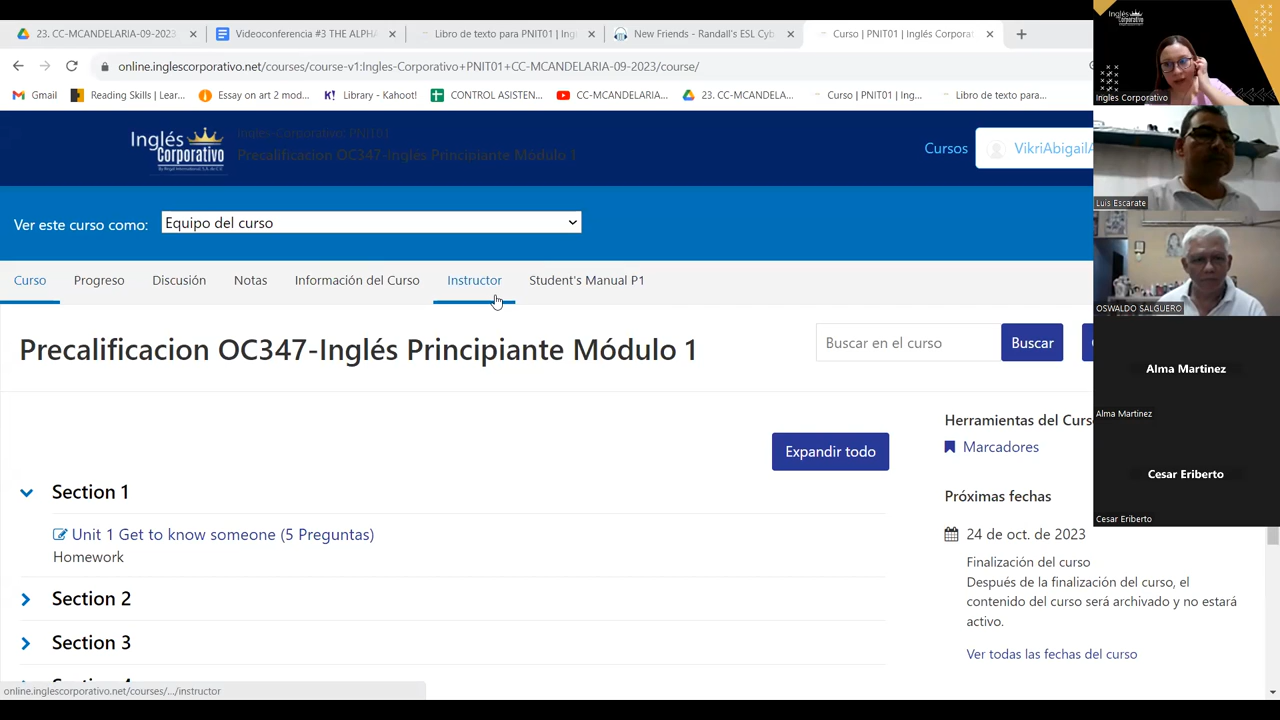 23. CC-MCANDELARIA-09-2023
Videoconferencia #3 THE ALPHA
Libro de texto para PNIT01 | Ing
New Friends - Randall's ESL Cyb
Curso | PNIT01 | Inglés Corporat
online.inglescorporativo.net/courses/course-v1:Ingles-Corporativo+PNIT01+CC-MCANDELARIA-09-2023/course/
Gmail
Reading Skills | Lear...
Essay on art 2 mod...
Library - Kahoo
CONTROL ASISTEN...
CC-MCANDELARIA...
23. CC-MCANDELA...
Curso | PNIT01 | Ing...
Libro de texto para...
Inglés
Corporativo
Ingles-Corporativo: PNIT01
Precalificacion OC347-Inglés Principiante Módulo 1
Cursos
VikriAbigailA
Ver este curso como:
Equipo del curso
Curso
Progreso
Discusión
Notas
Información del Curso
Instructor
Student's Manual P1
Precalificacion OC347-Inglés Principiante Módulo 1
Buscar en el curso
Buscar
Expandir todo
Section 1
Unit 1 Get to know someone (5 Preguntas)
Homework
Section 2
Section 3
Herramientas del Curs
Marcadores
Próximas fechas
24 de oct. de 2023
Finalización del curso
Después de la finalización del curso, el
contenido del curso será archivado y no estará
activo.
Ver todas las fechas del curso
online.inglescorporativo.net/courses/.../instructor
Inglés
Corporativo
Ingles Corporativo
Luis Escarate
OSWALDO SALGUERO
Alma Martinez
Alma Martinez
Cesar Eriberto
Cesar Eriberto